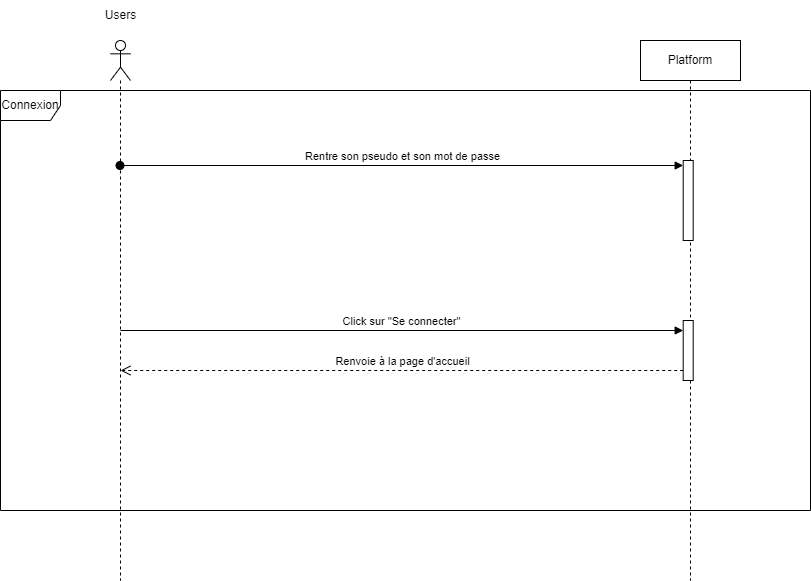 Users
Platform
Connexion
Rentre son pseudo et son mot de passe
Click sur "Se connecter"
Renvoie à la page d'accueil